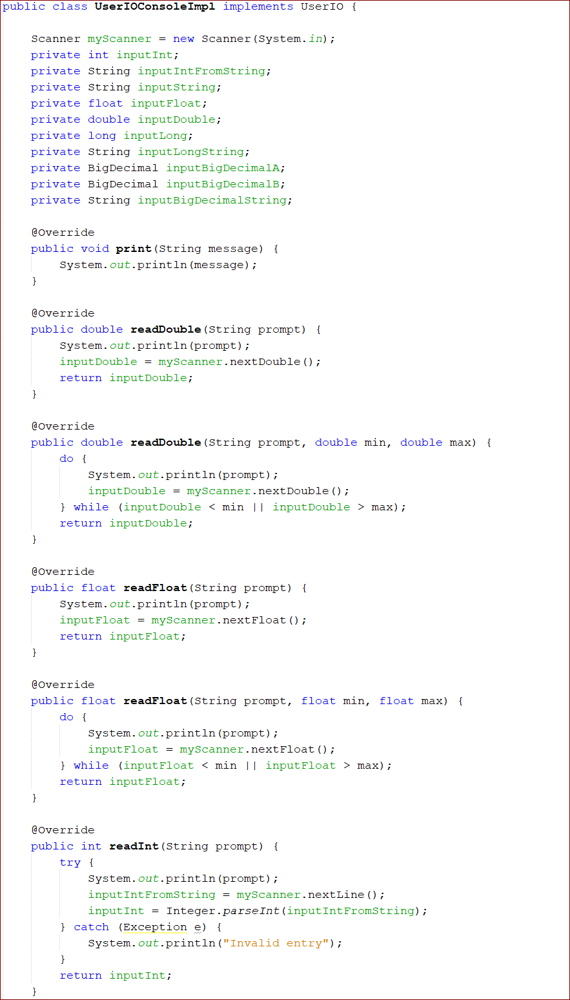 public class UserIOConsoleImpl implements UserIO {
Scanner myScanner = new Scanner(System.in);
private int inputInt;
private String inputIntFromString;
private String inputString;
private float inputFloat;
private double inputDouble;
private long inputLong;
private String inputLongString;
private BigDecimal inputBigDecimalA;
private BigDecimal inputBigDecimalB;
private String inputBigDecimalString;
@Override
public void print(String message) {
System.out.println(message);
}
@Override
public double readDouble(String prompt) {
System.out.println(prompt);
inputDouble = myScanner.nextDouble();
return inputDouble;
}
@Override
public double readDouble(String prompt, double min, double max) {
do {
System.out.println(prompt);
inputDouble = myScanner.nextDouble();
} while (inputDouble < min || inputDouble > max);
return inputDouble;
}
@Override
public float readFloat(String prompt) {
System.out.println(prompt);
inputFloat = myScanner.nextFloat();
return inputFloat;
}
@Override
public float readFloat(String prompt, float min, float max) {
do {
System.out.println(prompt);
inputFloat = myScanner.nextFloat();
} while (inputFloat < min || inputFloat > max);
return inputFloat;
}
@Override
public int readInt(String prompt) {
try {
System.out.println(prompt);
inputIntFromString = myScanner.nextLine();
inputInt = Integer.parseInt(inputIntFromString);
} catch (Exception e) {
System.out.println("Invalid entry");
}
return inputInt;
}